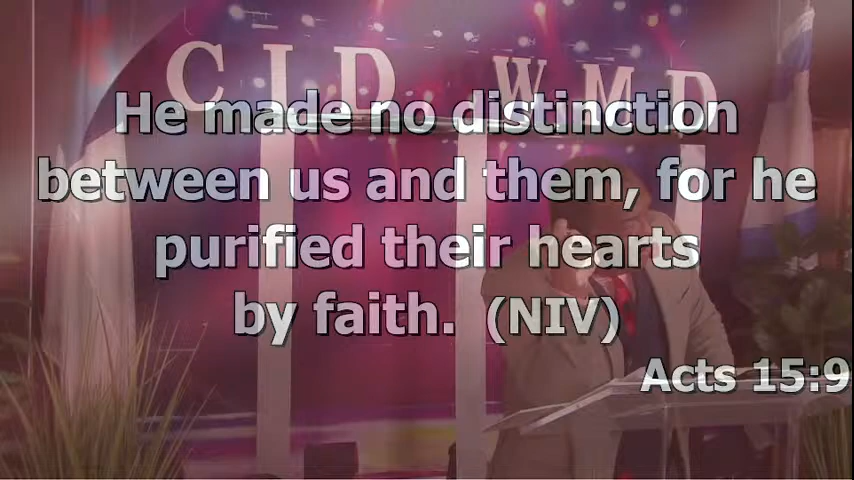 C I D W M D
He made no distinction
between us and them, for he
purified their hearts
by faith. (NIV)
Acts 15:9